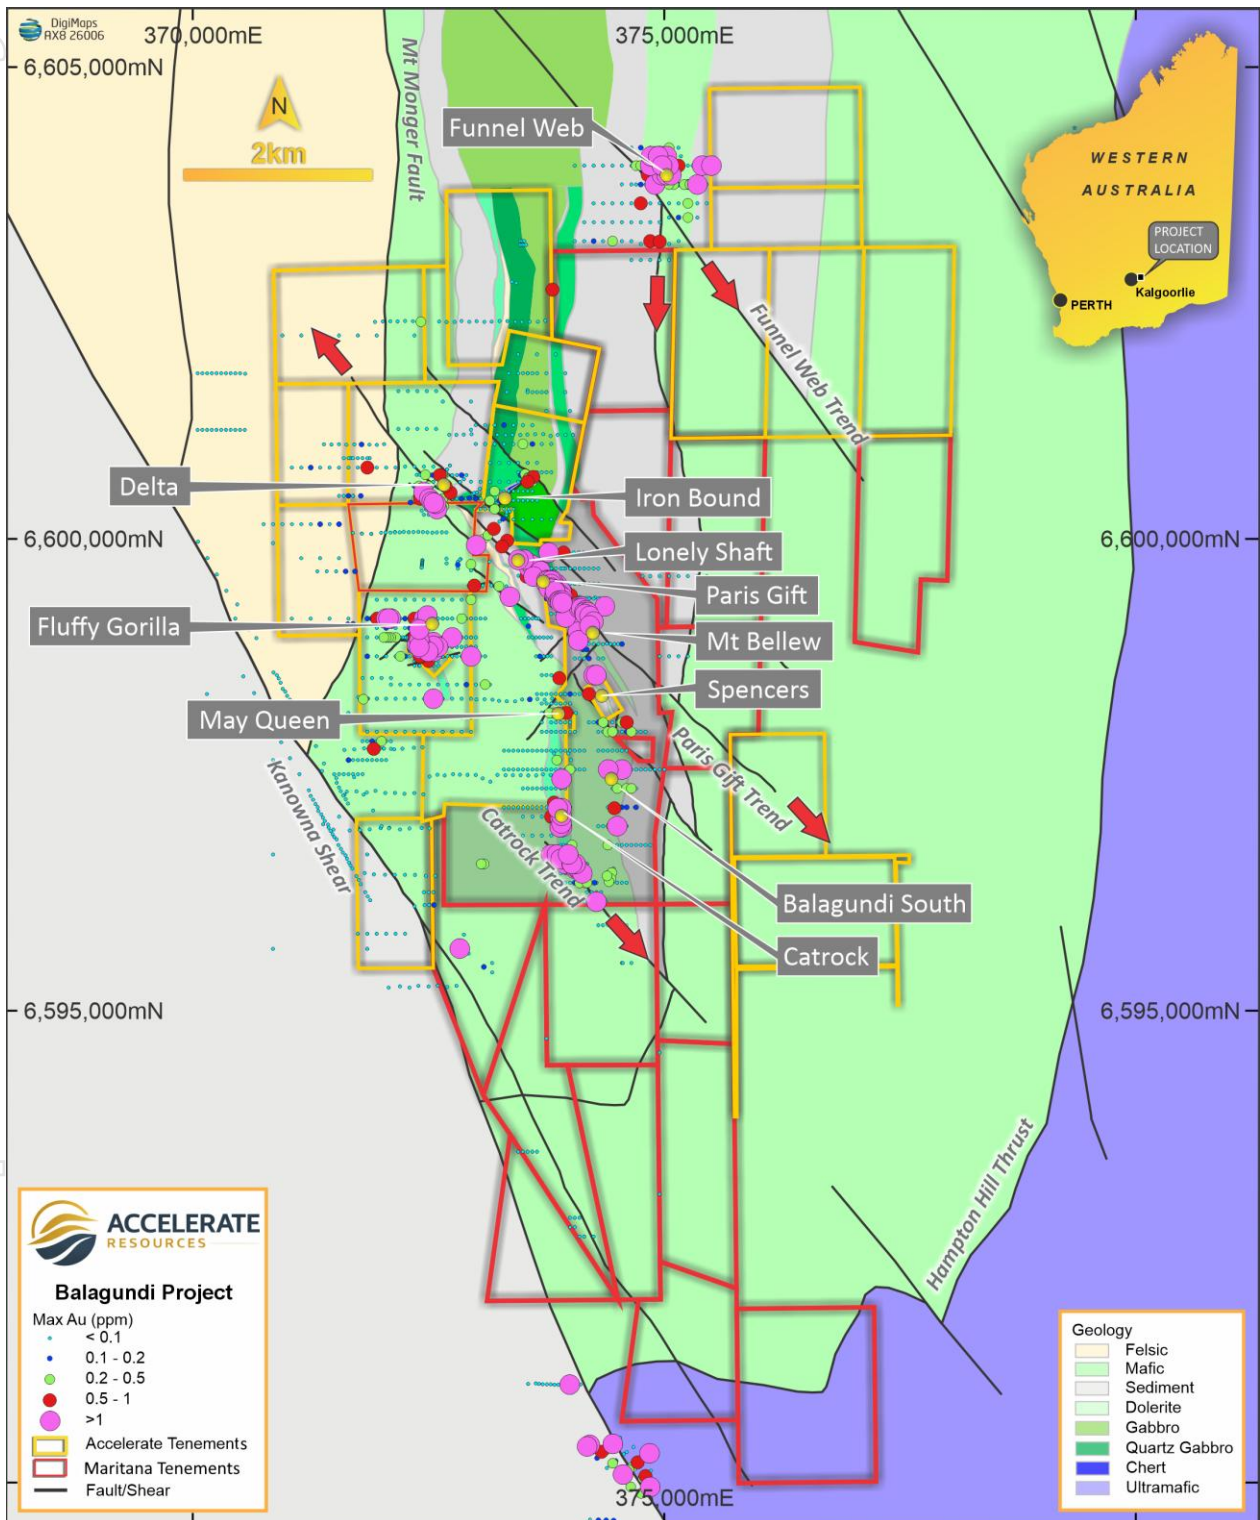 DigiMaps
AX8 26006
370,000mE
375,000mE
6,605,000mN
Mt Monger Fault
N
2km
Funnel Web
WESTERN
AUSTRALIA
PROJECT
LOCATION
Kalgoorlie
PERTH
Funnel Web Trend
Delta
Iron Bound
6,600,000mN
6,600,000mN
Lonely Shaft
Paris Gift
Fluffy Gorilla
Mt Bellew
Spencers
May Queen
Paris Gift Trend
Kanowna Shear
Catrock Trend
Balagundi South
Catrock
6,595,000mN
6,595,000mN
Hampton Hill Thrust
ACCELERATE
RESOURCES
Balagundi Project
Max Au (ppm)
< 0.1
0.1 - 0.2
0.2 - 0.5
0.5 - 1
>1
Accelerate Tenements
Maritana Tenements
Fault/Shear
375,000mE
Geology
Felsic
Mafic
Sediment
Dolerite
Gabbro
Quartz Gabbro
Chert
Ultramafic